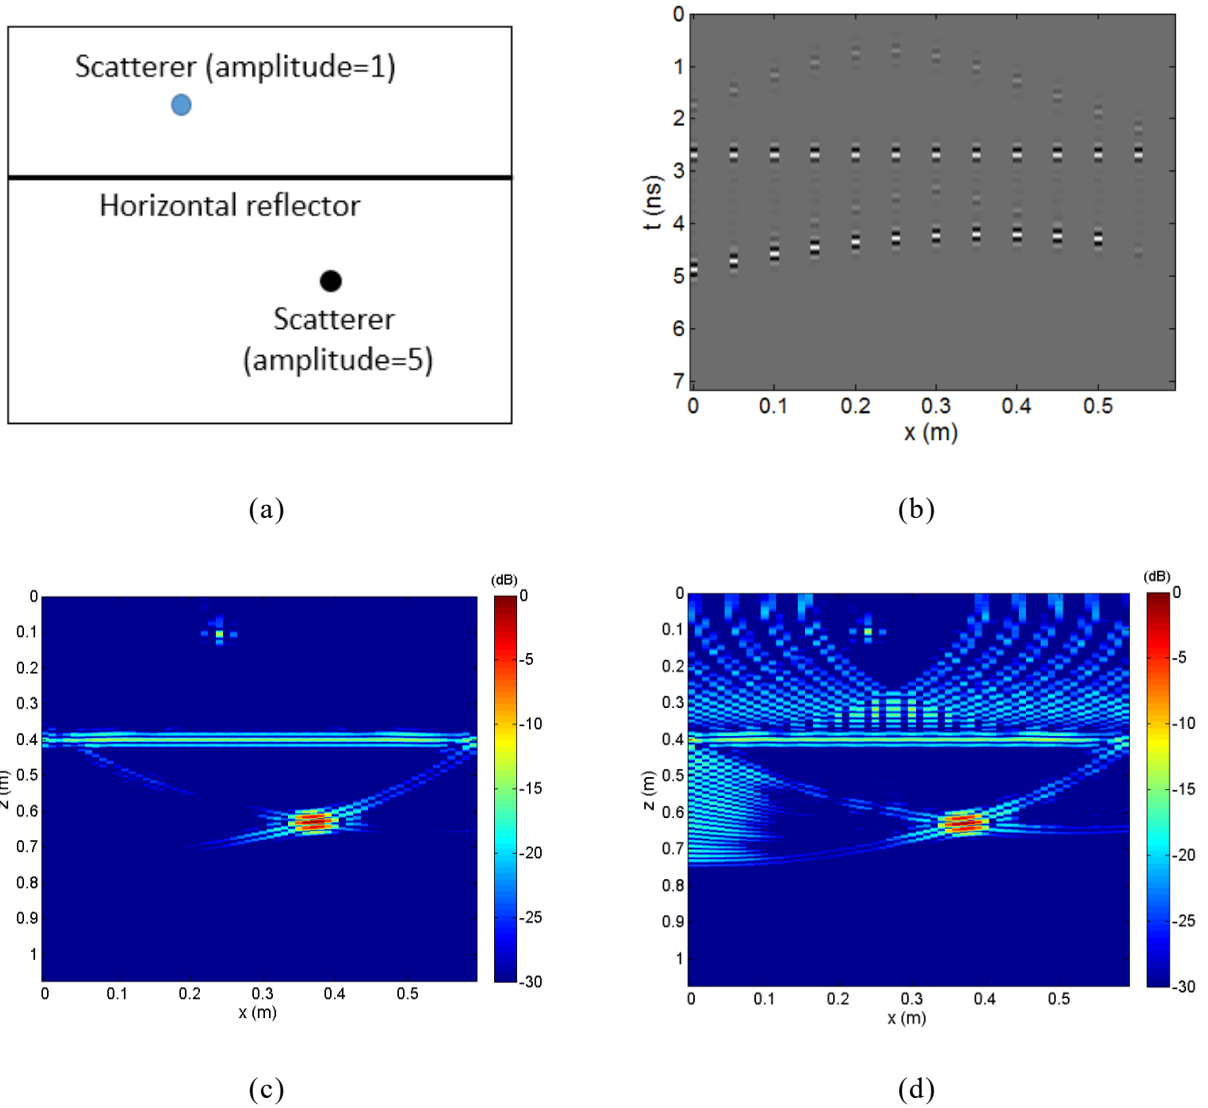 Scatterer (amplitude=1)
Horizontal reflector
Scatterer
(amplitude=5)
(a)
0
1
2
3
4
5
6
7
t (ns)
0 0.1 0.2 0.3 0.4 0.5
x (m)
(b)
(dB)
0
0.1
0.2
0.3
0.4
0.5
0.6
0.7
0.8
0.9
1
z (m)
0 0.1 0.2 0.3 0.4 0.5
x (m)
0
-5
-10
-15
-20
-25
-30
(c)
(dB)
0
0.1
0.2
0.3
0.4
0.5
0.6
0.7
0.8
0.9
1
z (m)
0 0.1 0.2 0.3 0.4 0.5
x (m)
0
-5
-10
-15
-20
-25
-30
(d)